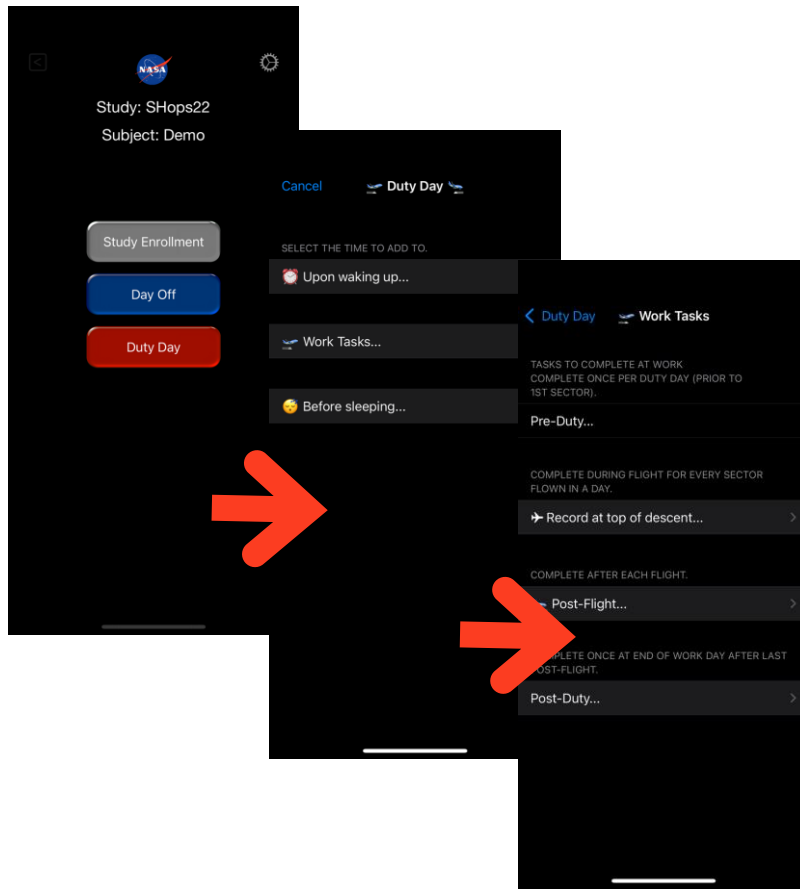 <
NASA
Study: SHops22
Subject: Demo
Study Enrollment
Day Off
Duty Day
Cancel
Duty Day
SELECT THE TIME TO ADD TO.
Upon waking up...
Work Tasks...
Before sleeping...
Duty Day
Work Tasks
TASKS TO COMPLETE AT WORK
COMPLETE ONCE PER DUTY DAY (PRIOR TO
1ST SECTOR).
Pre-Duty...
COMPLETE DURING FLIGHT FOR EVERY SECTOR
FLOWN IN A DAY.
Record at top of descent...
COMPLETE AFTER EACH FLIGHT.
Post-Flight...
ONCE AT END OF WORK DAY AFTER LAST
POST-FLIGHT.
Post-Duty...